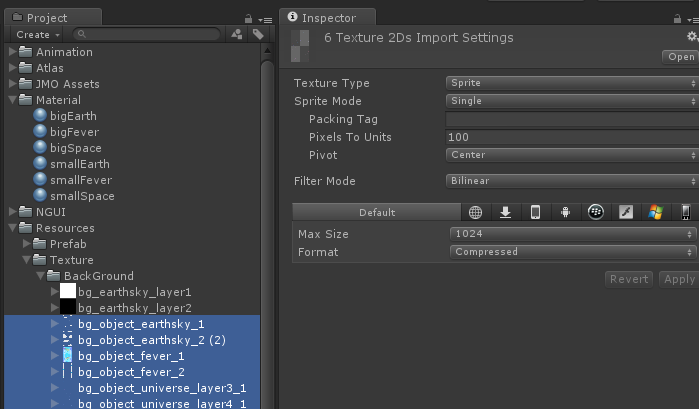 Project
Create
Animation
Atlas
JMO Assets
Material
bigEarth
bigFever
bigSpace
smallEarth
smallFever
smallSpace
NGUI
Resources
Prefab
Texture
BackGround
bg_earthsky_layer1
bg_earthsky_layer2
bg_object_earthsky_1
bg_object_earthsky_2 (2)
bg_object_fever_1
bg_object_fever_2
bg_object_universe_layer3_1
bg_object_universe_layer4_1
Inspector
6 Texture 2Ds Import Settings
Open
Texture Type Sprite
Sprite Mode Single
Packing Tag
Pixels To Units 100
Pivot Center
Filter Mode Bilinear
Default
Max Size 1024
Format Compressed
Revert Apply